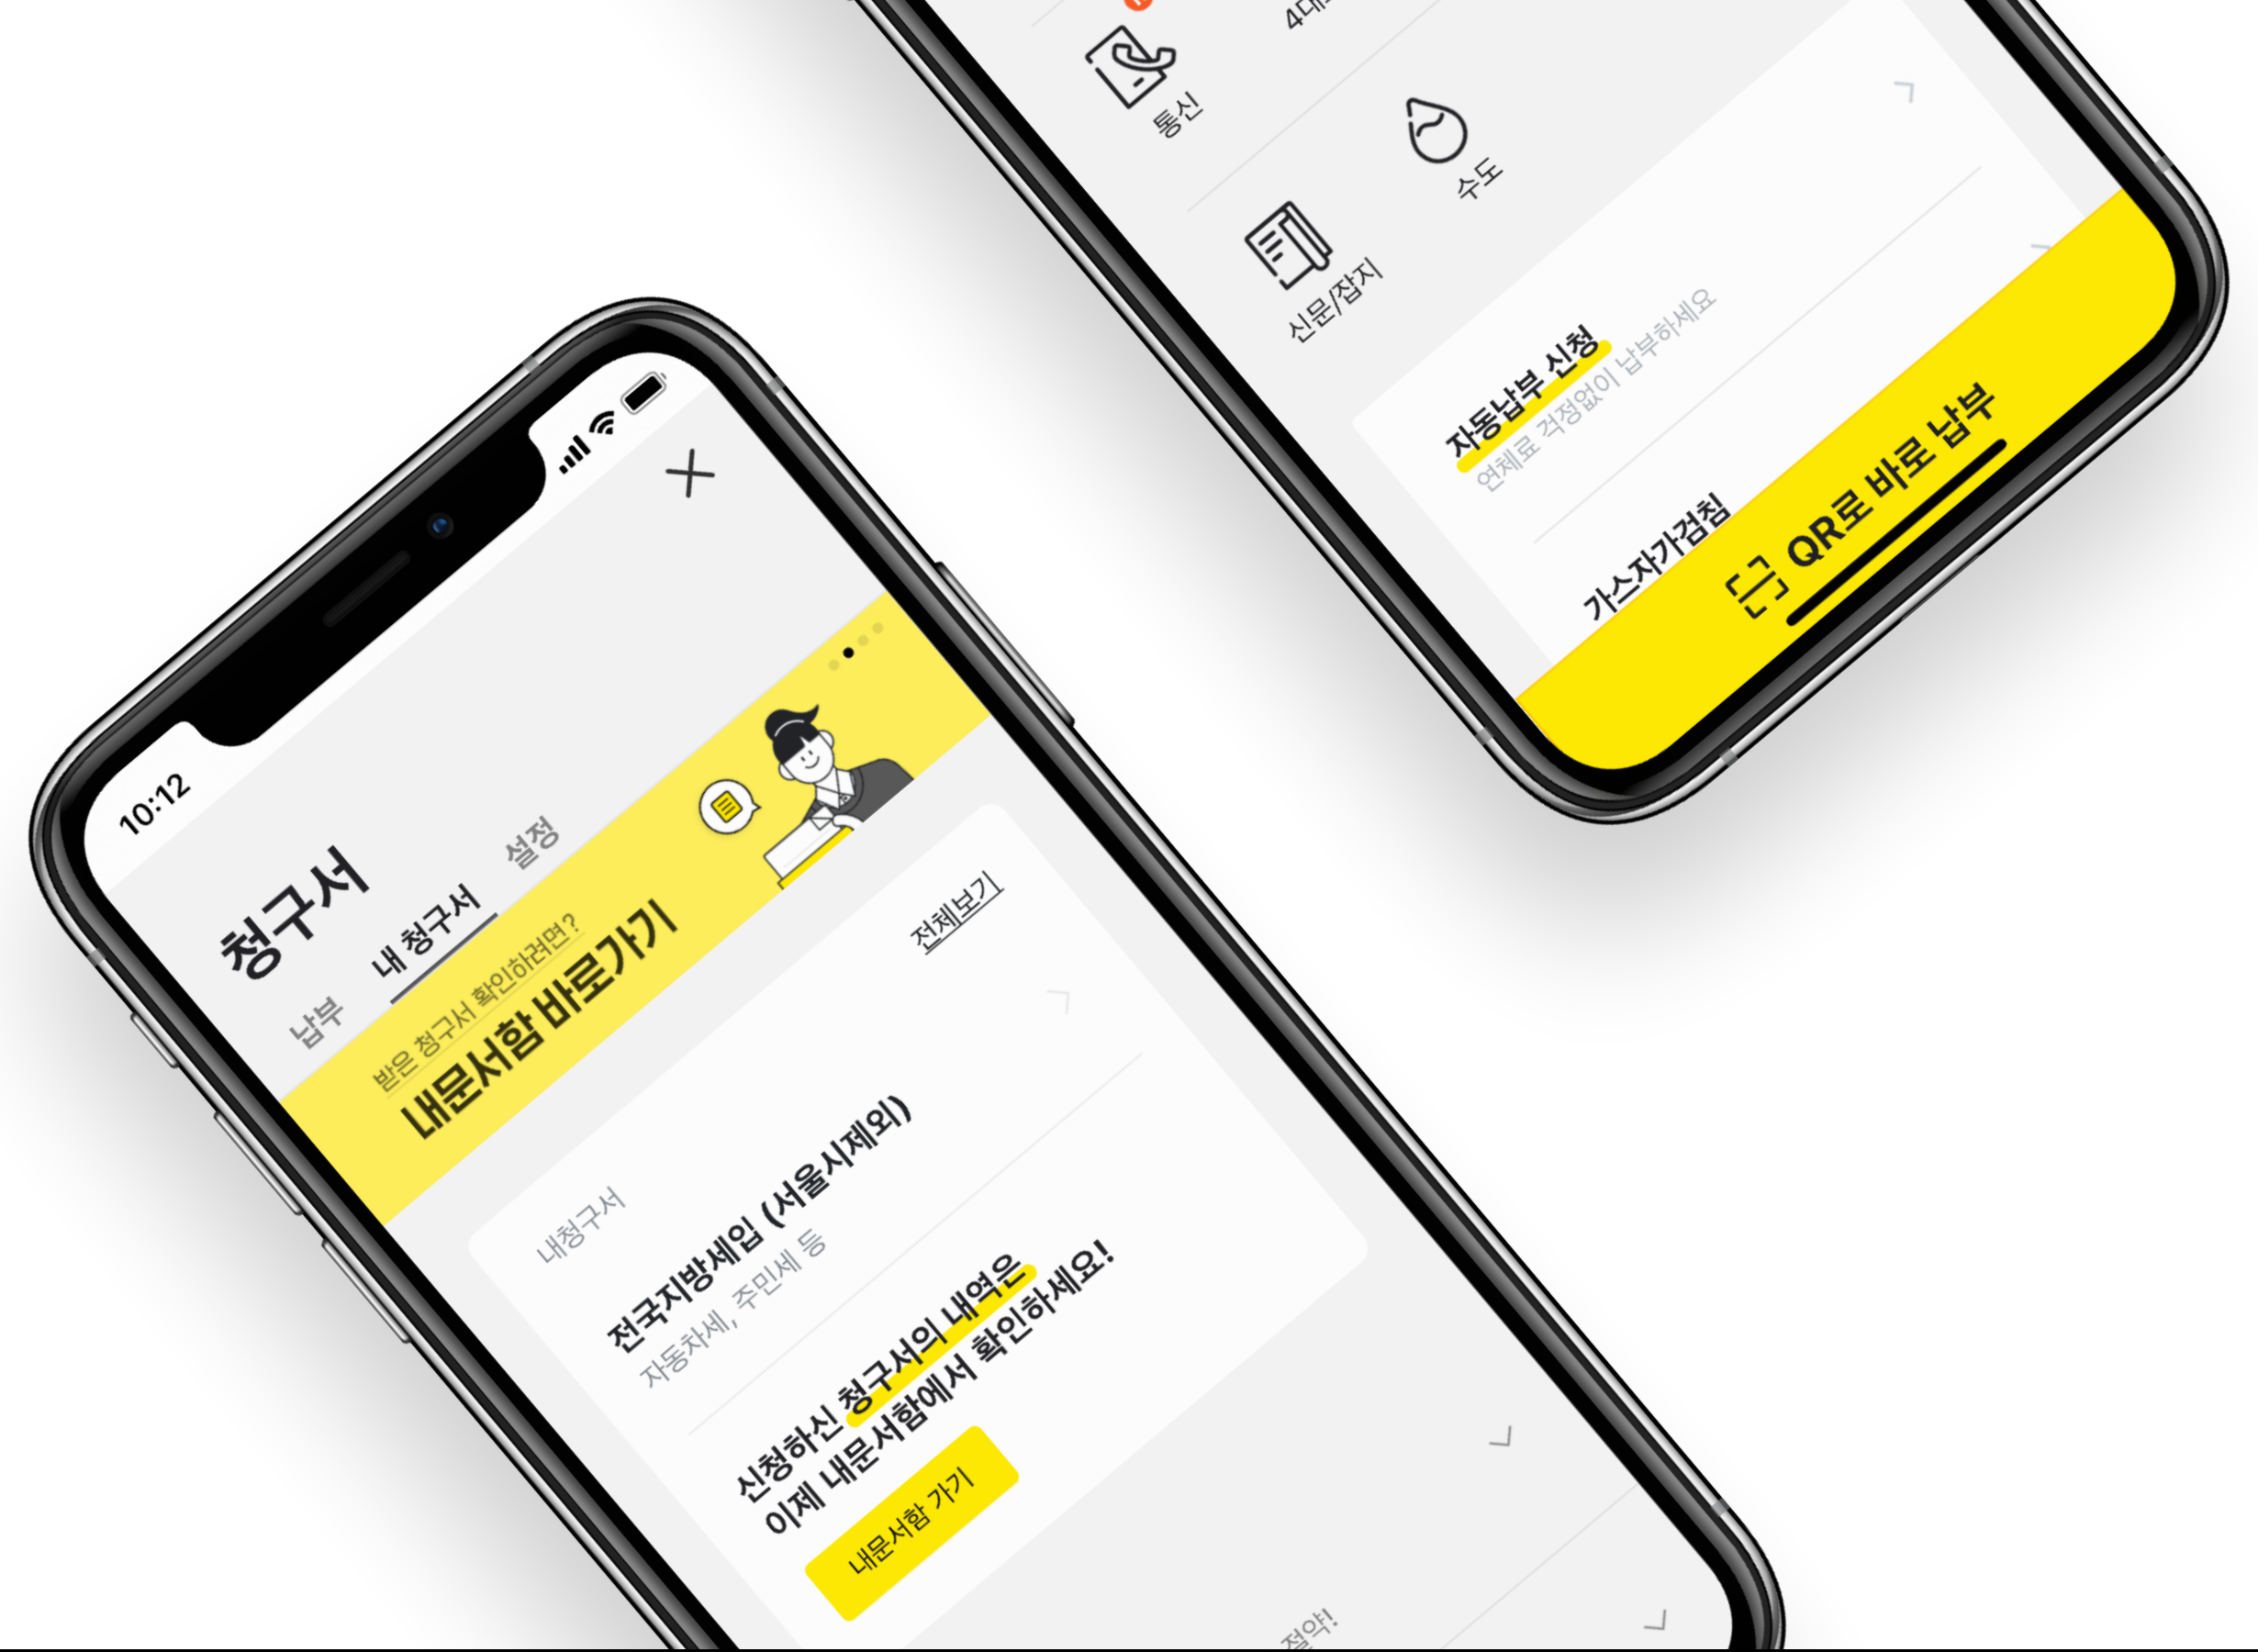 10:12
청구서
납부
내 청구서
설정
받은 청구서 확인하려면?
내문서함 바로가기
내청구서
전체보기
전국지방세입 (서울시제외)
자동차세, 주민세 등
신청하신 청구서의 내역은
이제 내문서함에서 확인하세요!
내문서함 가기
절약!
통신
4대
신문/잡지
수도
자동납부 신청
연체로 걱정없이 납부하세요
가스자가검침
QR로 바로 납부